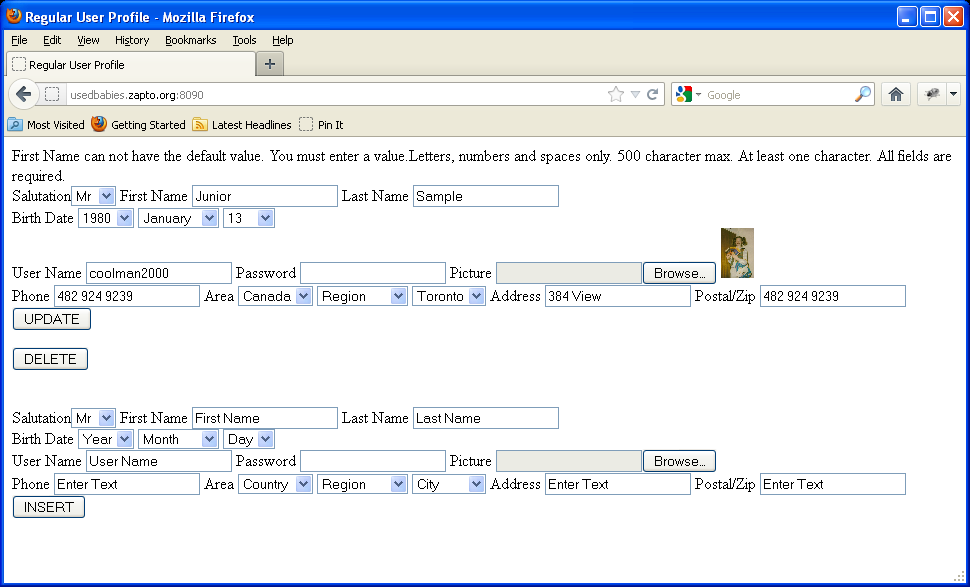 Regular User Profile - Mozilla Firefox
File Edit View History Bookmarks Tools Help
Regular User Profile
usedbabies.zapto.org:8090 Google
Most Visited Getting Started Latest Headlines Pin It
First Name can not have the default value. You must enter a value.Letters, numbers and spaces only. 500 character max. At least one character. All fields are
required.
Salutation Mr First Name Junior Last Name Sample
Birth Date 1980 January 13
User Name coolman2000 Password Picture Browse...
Phone 482 924 9239 Area Canada Region Toronto Address 384 View Postal/Zip 482 924 9239
UPDATE
DELETE
Salutation Mr First Name First Name Last Name Last Name
Birth Date Year Month Day
User Name User Name Password Picture Browse...
Phone Enter Text Area Country Region City Address Enter Text Postal/Zip Enter Text
INSERT